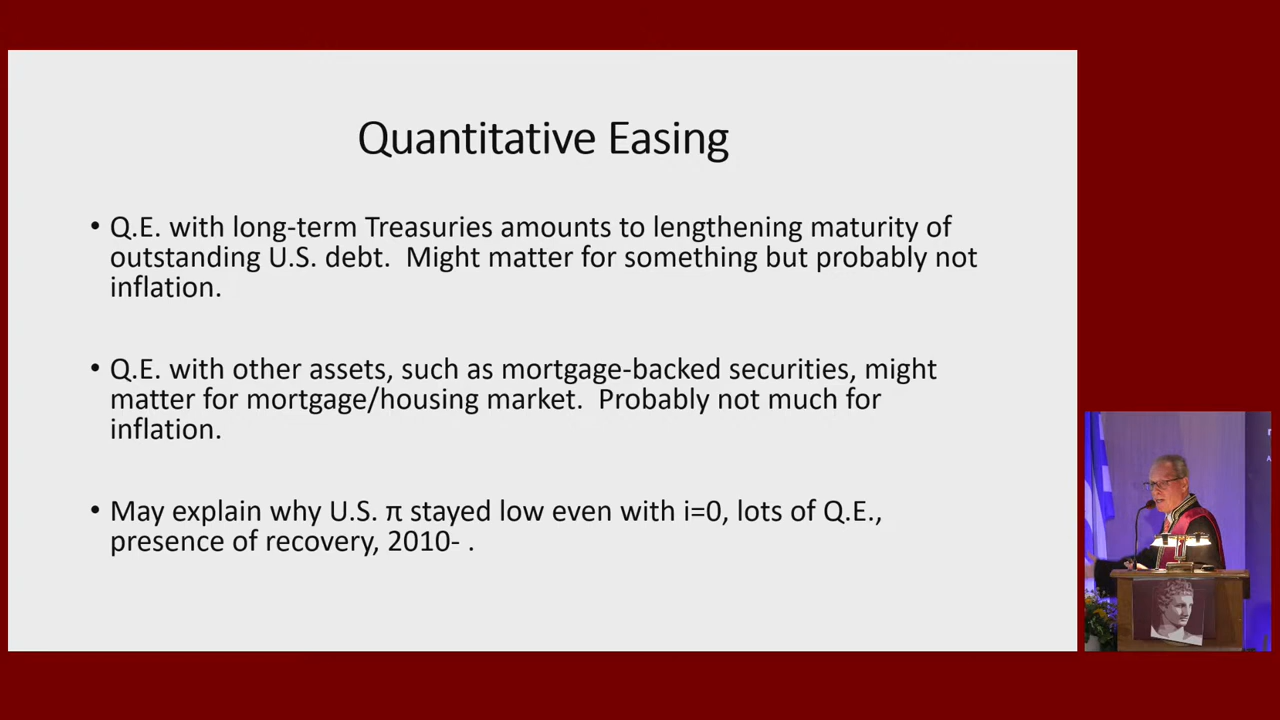 Quantitative Easing
• Q.E. with long-term Treasuries amounts to lengthening maturity of
outstanding U.S. debt.  Might matter for something but probably not
inflation.
• Q.E. with other assets, such as mortgage-backed securities, might
matter for mortgage/housing market.  Probably not much for
inflation.
• May explain why U.S. π stayed low even with i=0, lots of Q.E.,
presence of recovery, 2010- .